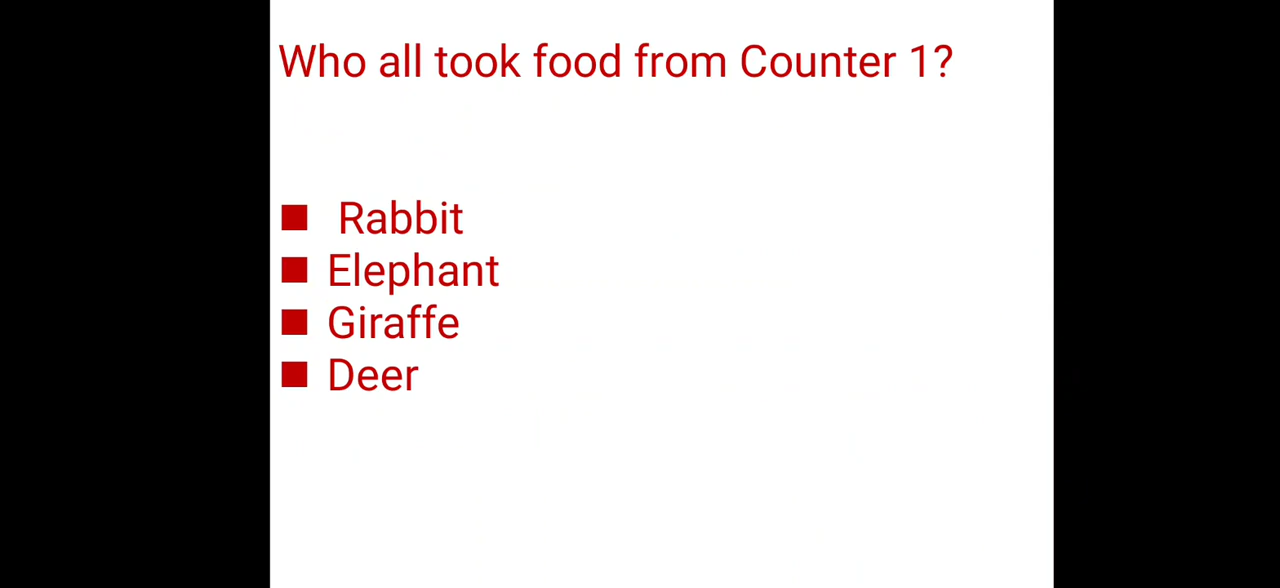 Who all took food from Counter 1?
■ Rabbit
■ Elephant
■ Giraffe
■ Deer